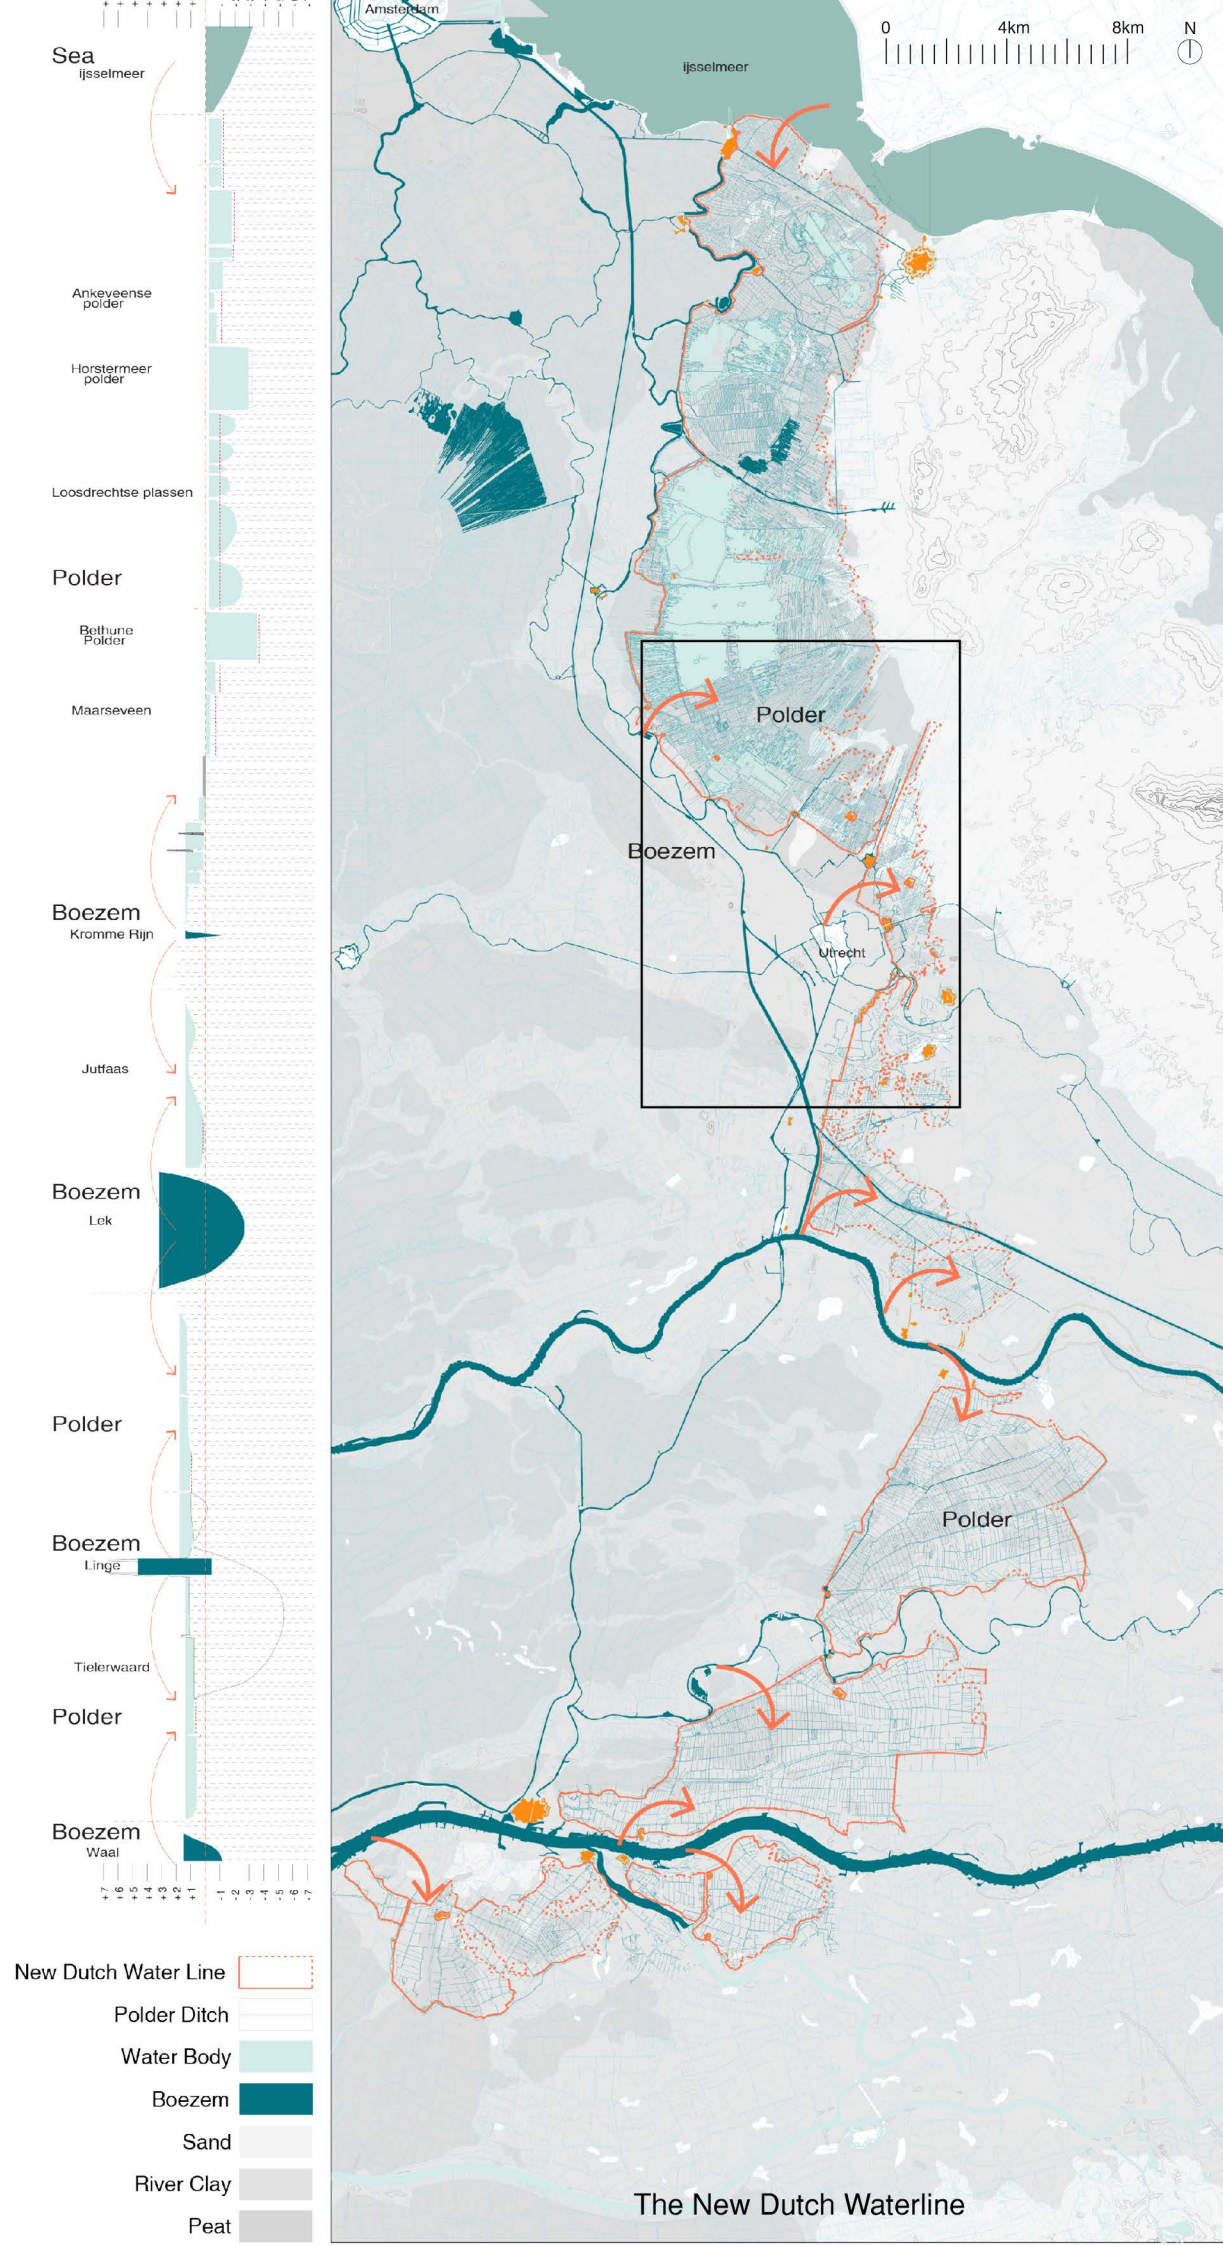 Sea
ijsselmeer
Ankeveense
polder
Horstermeer
polder
Loosdrechtse plassen
Polder
Bethune
Polder
Maarseveen
Boezem
Kromme Rijn
Jutfaas
Boezem
Lek
Polder
Boezem
Linge
Tielerwaard
Polder
Boezem
Waal
+7 +6 +5 +4 +3 +2 +1 -1 -2 -3 -4 -5 -6 -7
New Dutch Water Line
Polder Ditch
Water Body
Boezem
Sand
River Clay
Peat
Amsterdam
ijsselmeer
0 4km 8km N
Polder
Boezem
Utrecht
Polder
The New Dutch Waterline